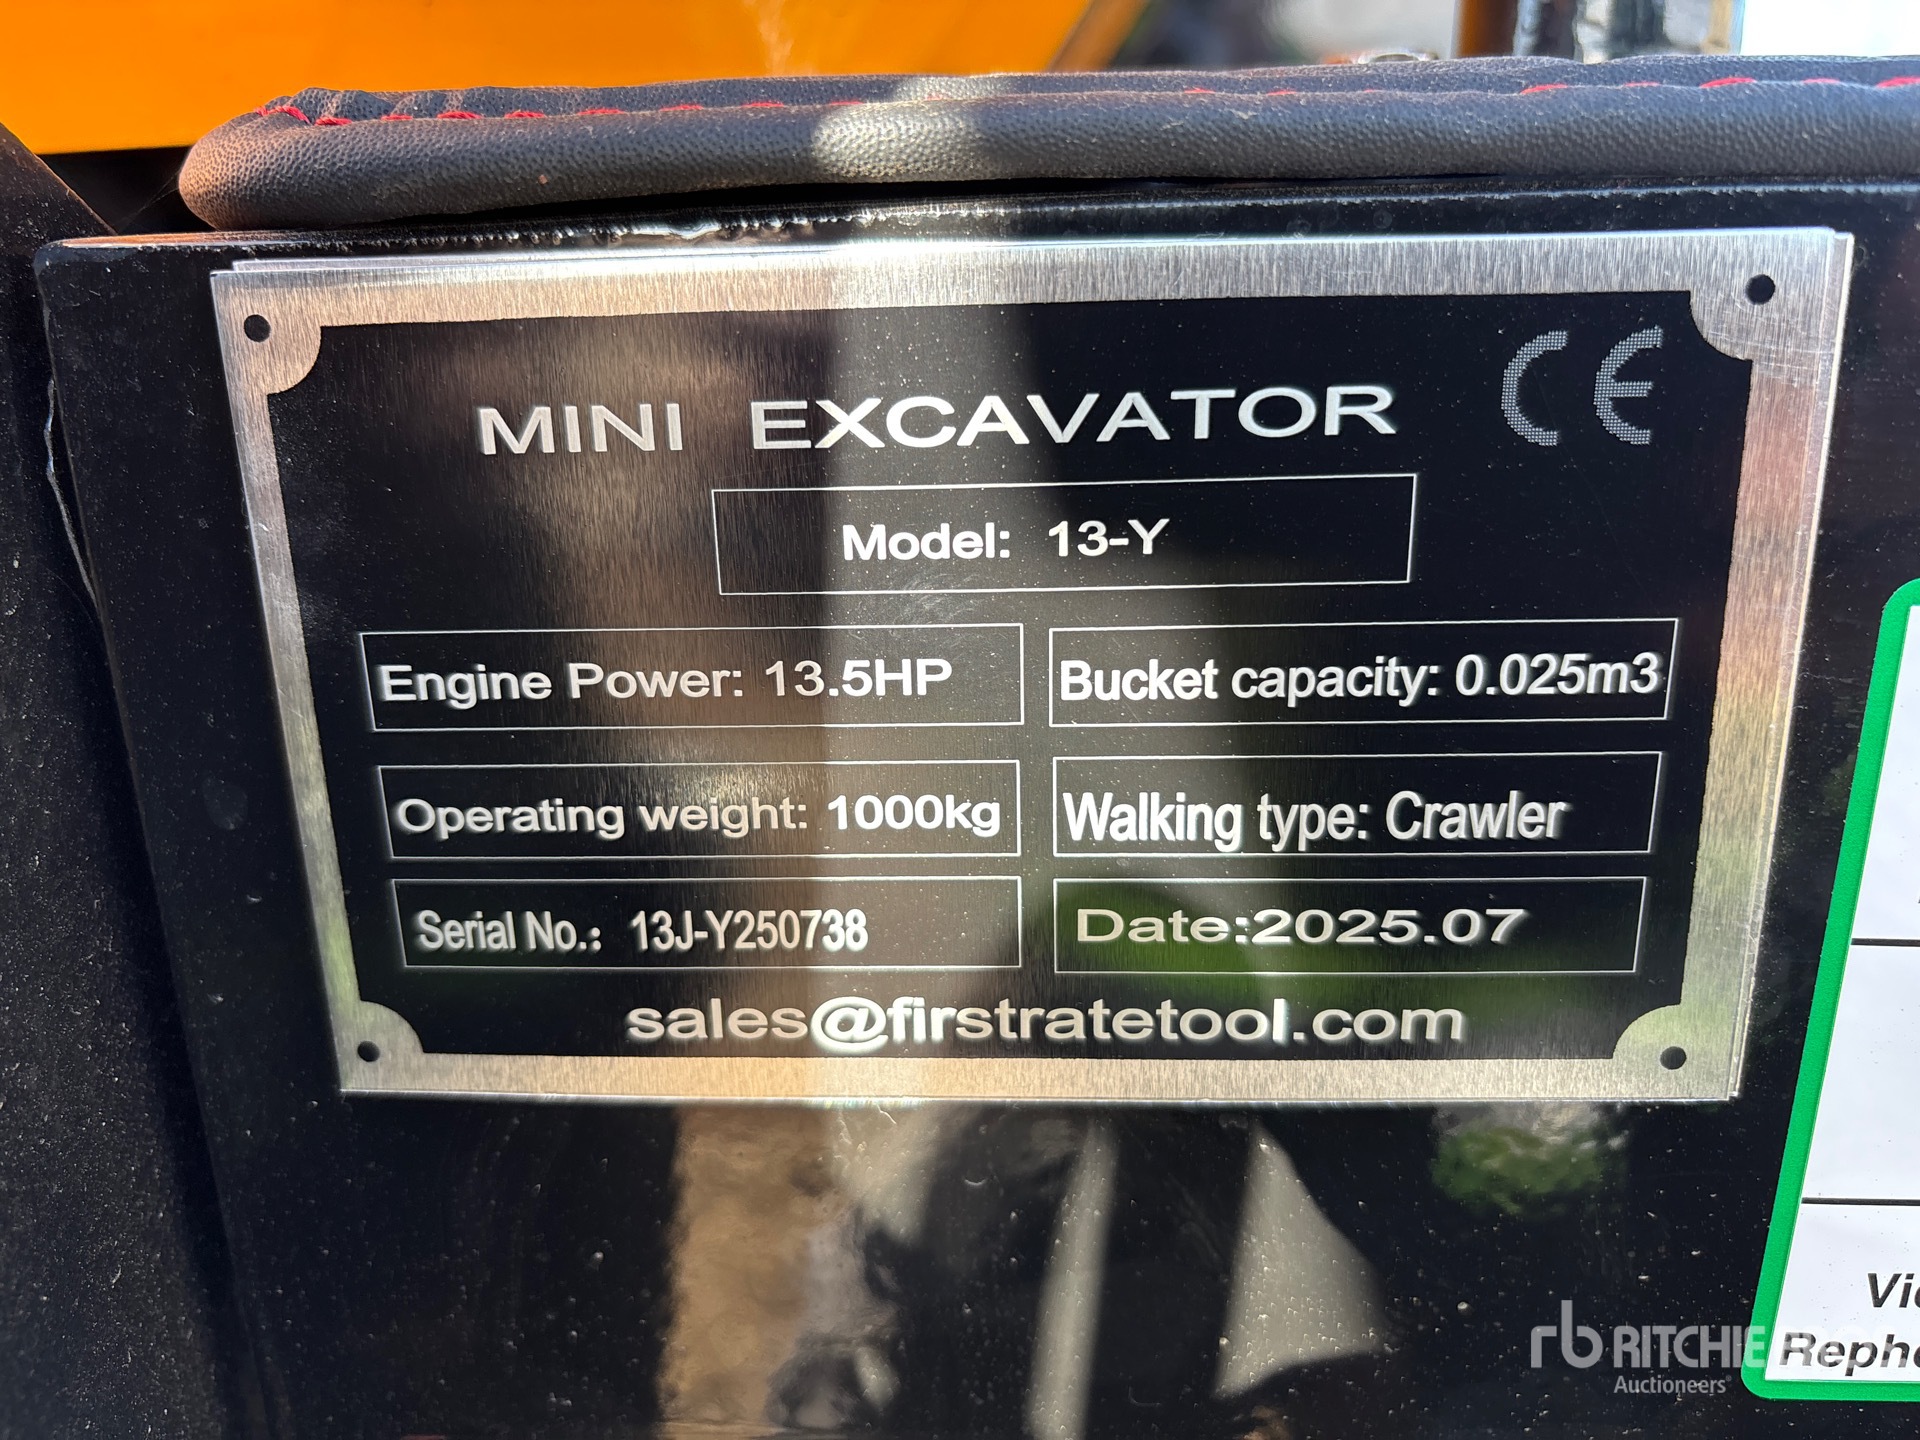 CE
MINI EXCAVATOR
Model: 13-Y
Engine Power: 13.5HP
Bucket capacity: 0.025m3
Operating weight: 1000kg
Walking type: Crawler
Serial No.: 13J-Y250738
Date:2025.07
sales@firstratetool.com
rb RITCHIE
Auctioneers